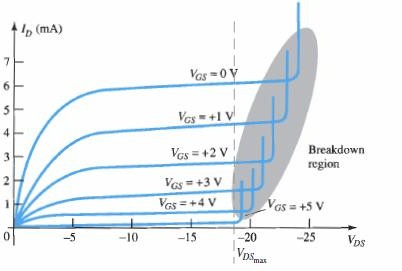 I_D (mA)
7
6
5
4
3
2
1
0
V_GS = 0 V
V_GS = +1 V
V_GS = +2 V
V_GS = +3 V
V_GS = +4 V
V_GS = +5 V
Breakdown
region
-5
-10
-15
-20
-25
V_DS
V_DSmax